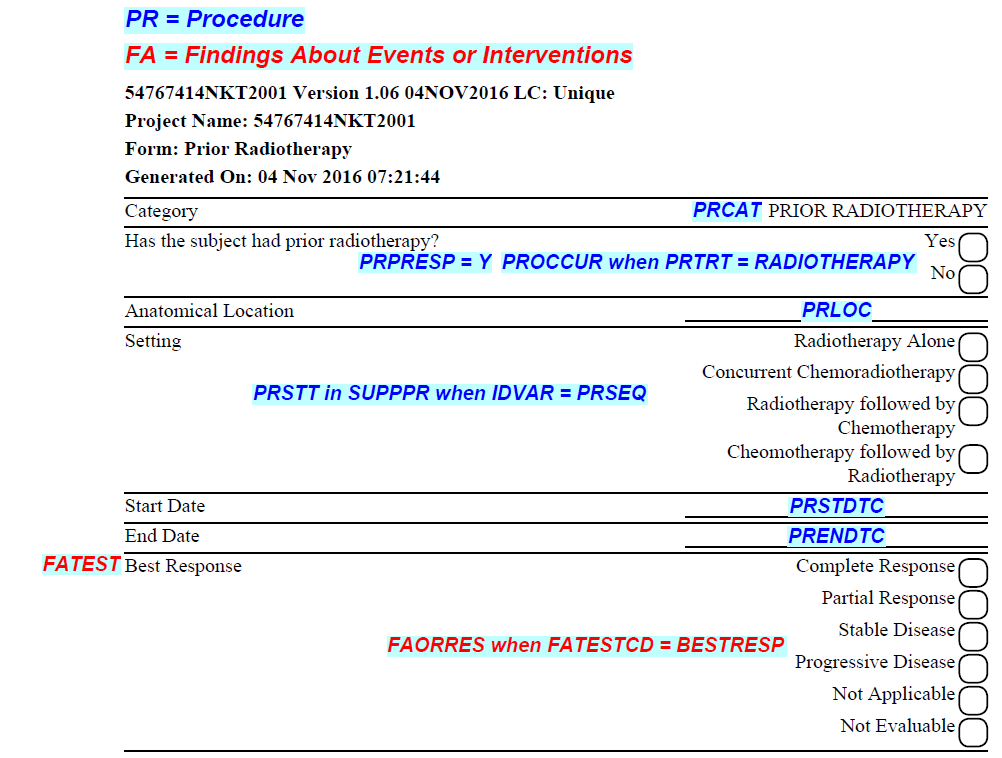 PR = Procedure
FA = Findings About Events or Interventions
54767414NKT2001 Version 1.06 04NOV2016 LC: Unique
Project Name: 54767414NKT2001
Form: Prior Radiotherapy
Generated On: 04 Nov 2016 07:21:44
Category PRCAT PRIOR RADIOTHERAPY
Has the subject had prior radiotherapy? Yes
PRPRESP = Y PROCCUR when PRTRT = RADIOTHERAPY
No
Anatomical Location PRLOC
Setting Radiotherapy Alone
Concurrent Chemoradiotherapy
PRSTT in SUPPPR when IDVAR = PRSEQ
Radiotherapy followed by
Chemotherapy
Cheomotherapy followed by
Radiotherapy
Start Date PRSTDTC
End Date PRENDTC
FATEST Best Response Complete Response
Partial Response
Stable Disease
FAORRES when FATESTCD = BESTRESP
Progressive Disease
Not Applicable
Not Evaluable